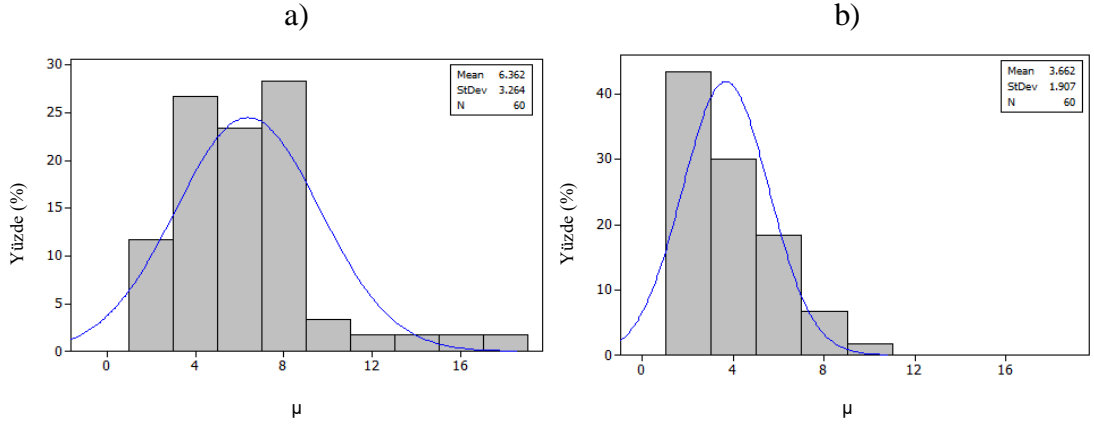 a)
30
25
20
15
10
5
0
Yüzde (%)
Mean 6.362
StDev 3.264
N 60
0 4 8 12 16
µ
b)
40
30
20
10
0
Yüzde (%)
Mean 3.662
StDev 1.907
N 60
0 4 8 12 16
µ